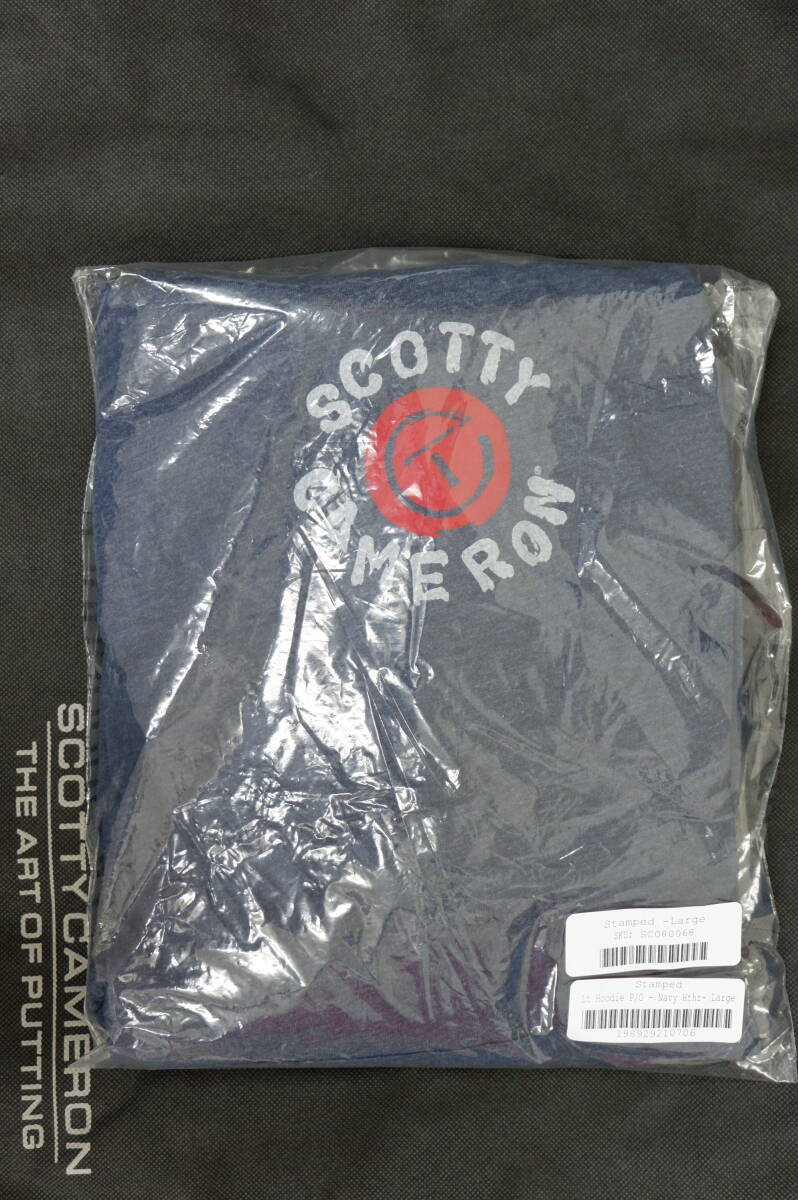 SCOTTY
CAMERON
SCOTTY CAMERON
THE ART OF PUTTING
Stamped -Large
SKU: SC080068
Stamped
Lt Hoodie P/O - Navy Hthr- Large
198929210706